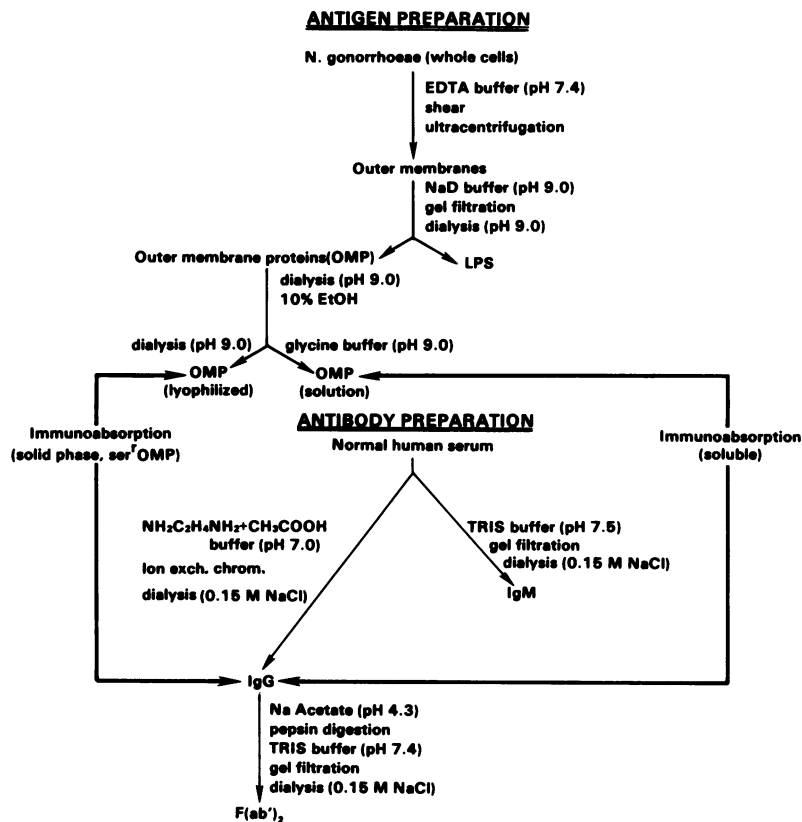 ANTIGEN PREPARATION
N. gonorrhoeae (whole cells)
EDTA buffer (pH 7.4)
shear
ultracentrifugation
Outer membranes
NaD buffer (pH 9.0)
gel filtration
dialysis (pH 9.0)
Outer membrane proteins(OMP)
LPS
dialysis (pH 9.0)
10% EtOH
dialysis (pH 9.0)
glycine buffer (pH 9.0)
OMP
(lyophilized)
OMP
(solution)
Immunoabsorption
(solid phase, serʳOMP)
Immunoabsorption
(soluble)
ANTIBODY PREPARATION
Normal human serum
NH₂C₂H₄NH₂+CH₃COOH
buffer (pH 7.0)
Ion exch. chrom.
dialysis (0.15 M NaCl)
TRIS buffer (pH 7.5)
gel filtration
dialysis (0.15 M NaCl)
IgM
IgG
Na Acetate (pH 4.3)
pepsin digestion
TRIS buffer (pH 7.4)
gel filtration
dialysis (0.15 M NaCl)
F(ab')₂